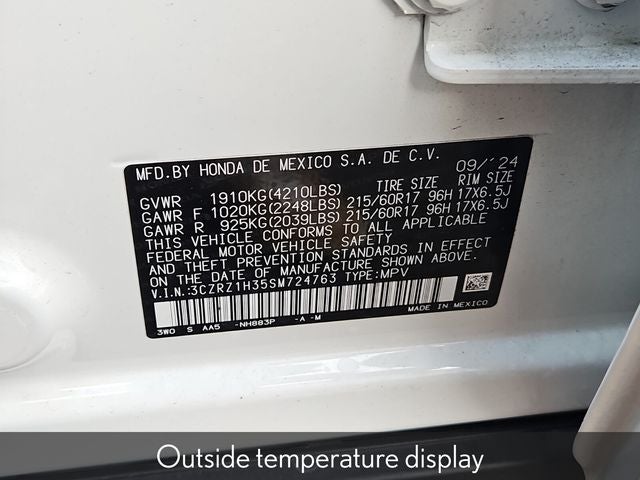 MFD.BY HONDA DE MEXICO S.A. DE C.V. 09/'24
GVWR 1910KG(4210LBS) TIRE SIZE RIM SIZE
GAWR F 1020KG(2248LBS) 215/60R17 96H 17X6.5J
GAWR R 925KG(2039LBS) 215/60R17 96H 17X6.5J
THIS VEHICLE CONFORMS TO ALL APPLICABLE
FEDERAL MOTOR VEHICLE SAFETY
STANDARDS IN EFFECT
ON THE DATE OF MANUFACTURE SHOWN ABOVE.
V.I.N.:3CZRZ1H35SM724763 TYPE:MPV
3W0 S AA5 -NH883P -A -M MADE IN MEXICO
Outside temperature display